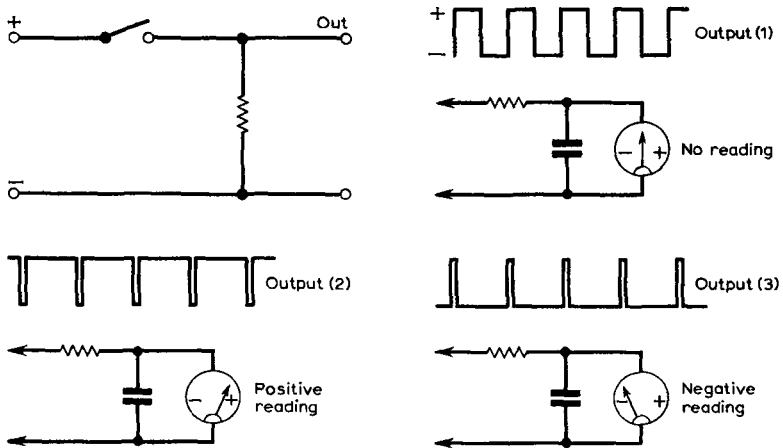 +
Out
−
+
−
Output (1)
− +
No reading
Output (2)
− +
Positive
reading
Output (3)
− +
Negative
reading